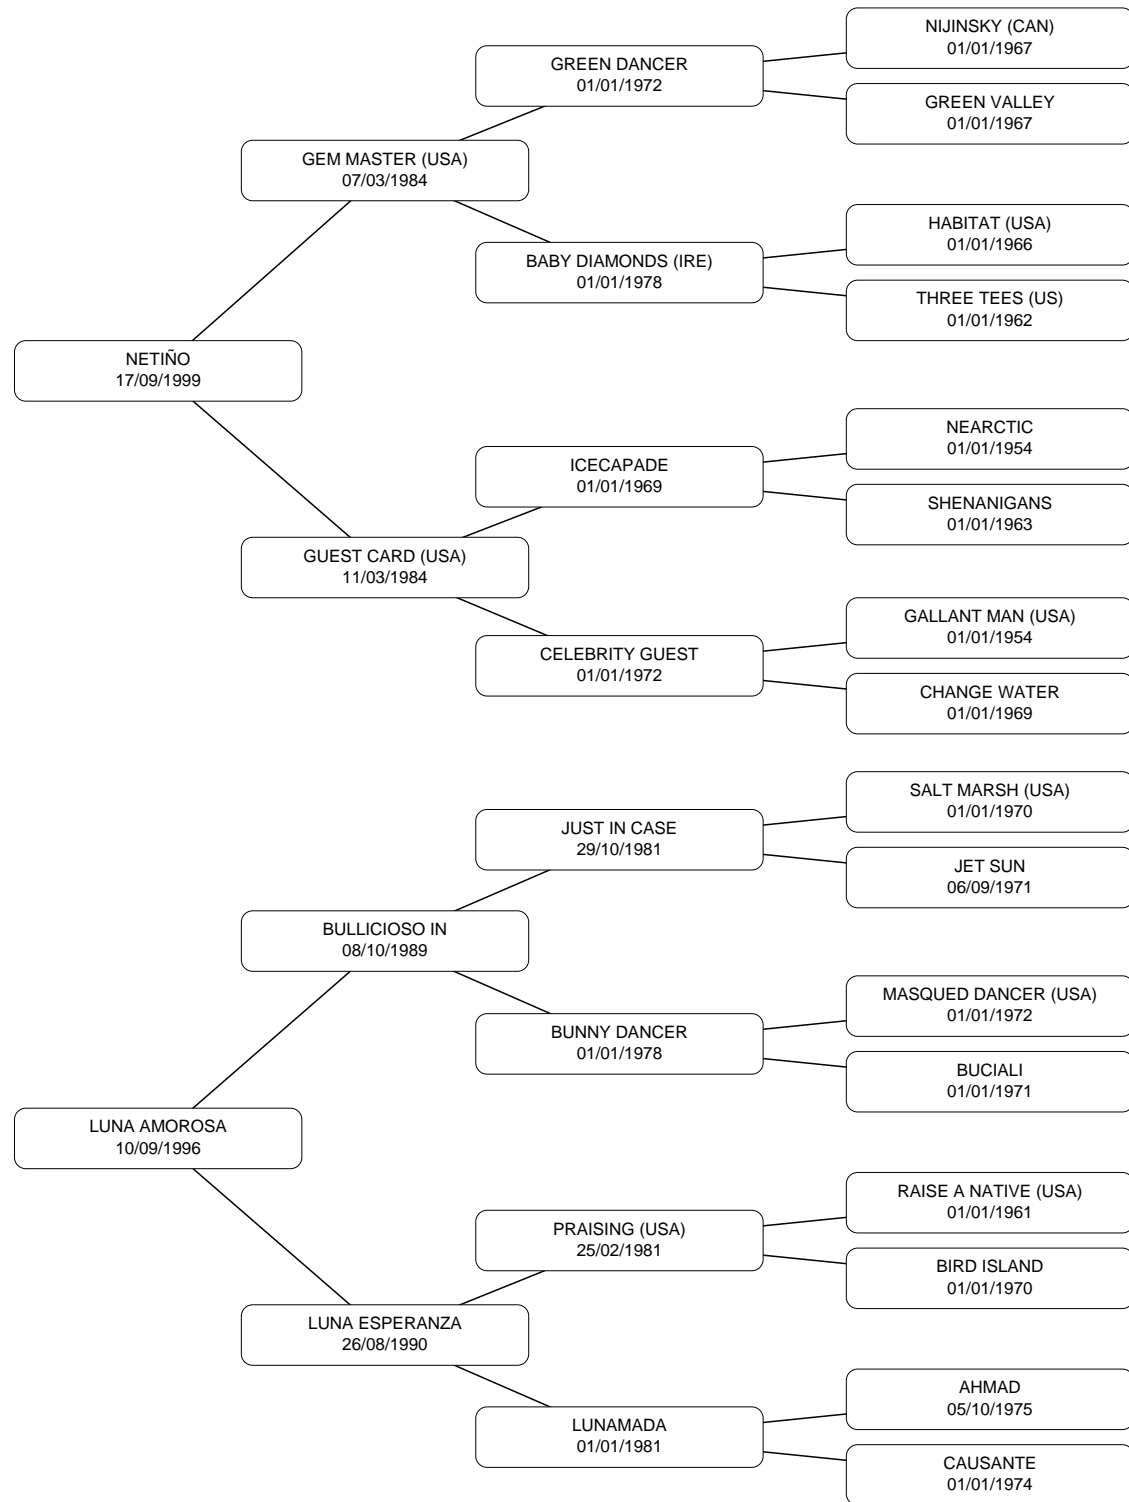 NIJINSKY (CAN)
01/01/1967
GREEN DANCER
01/01/1972
GREEN VALLEY
01/01/1967
GEM MASTER (USA)
07/03/1984
HABITAT (USA)
01/01/1966
BABY DIAMONDS (IRE)
01/01/1978
THREE TEES (US)
01/01/1962
NETIÑO
17/09/1999
NEARCTIC
01/01/1954
ICECAPADE
01/01/1969
SHENANIGANS
01/01/1963
GUEST CARD (USA)
11/03/1984
GALLANT MAN (USA)
01/01/1954
CELEBRITY GUEST
01/01/1972
CHANGE WATER
01/01/1969
SALT MARSH (USA)
01/01/1970
JUST IN CASE
29/10/1981
JET SUN
06/09/1971
BULLICIOSO IN
08/10/1989
MASQUED DANCER (USA)
01/01/1972
BUNNY DANCER
01/01/1978
BUCIALI
01/01/1971
LUNA AMOROSA
10/09/1996
RAISE A NATIVE (USA)
01/01/1961
PRAISING (USA)
25/02/1981
BIRD ISLAND
01/01/1970
LUNA ESPERANZA
26/08/1990
AHMAD
05/10/1975
LUNAMADA
01/01/1981
CAUSANTE
01/01/1974